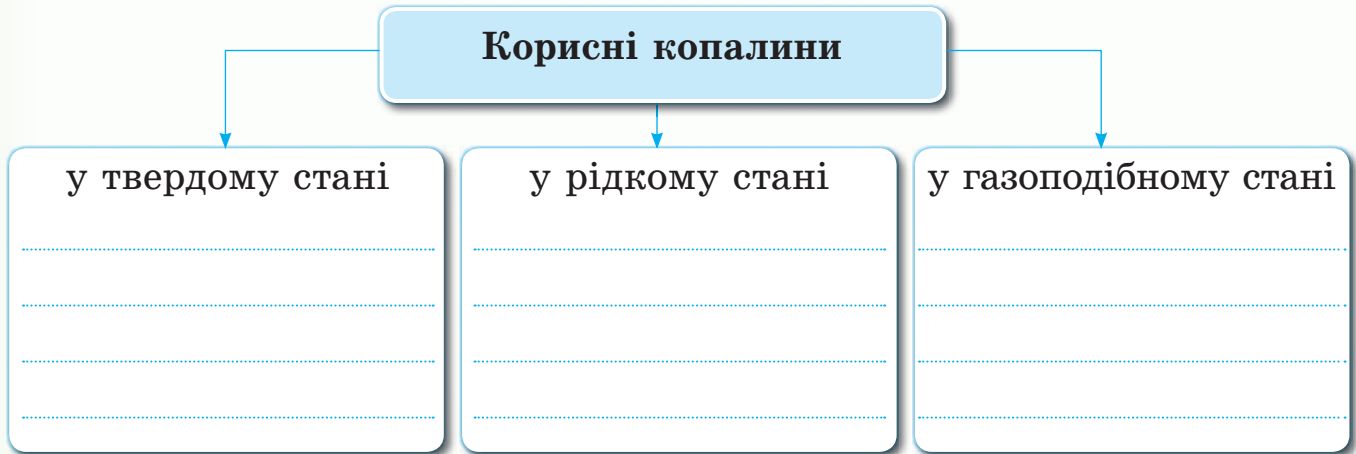 Корисні копалини
у твердому стані
у рідкому стані
у газоподібному стані